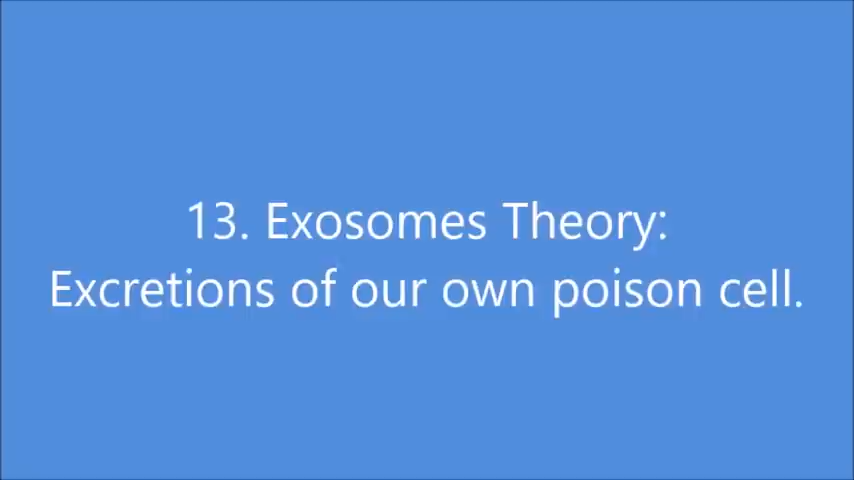 13. Exosomes Theory:
Excretions of our own poison cell.